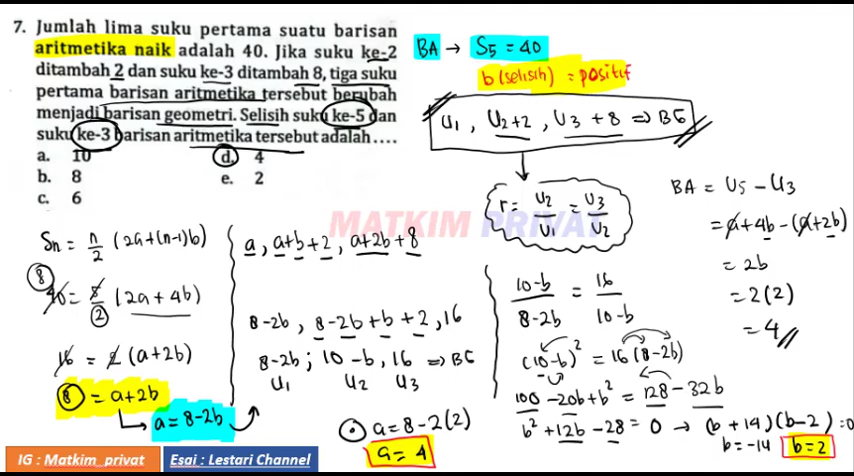 7. Jumlah lima suku pertama suatu barisan
aritmetika naik adalah 40. Jika suku ke-2
ditambah 2 dan suku ke-3 ditambah 8, tiga suku
pertama barisan aritmetika tersebut berubah
menjadi barisan geometri. Selisih suku ke-5 dan
suku ke-3 barisan aritmetika tersebut adalah....
a. 10
b. 8
c. 6
d. 4
e. 2
BA → S5 = 40
b (selisih) = positif
U1, U2+2, U3+8 ⇒ BG
r = U2/U1 = U3/U2
BA = U5 - U3
= a+4b - (a+2b)
= 2b
= 2(2)
= 4
MATKIM PRIVAT
Sn = n/2 (2a+(n-1)b)
8
40 = 5/2 (2a+4b)
16 = 2 (a+2b)
8 = a+2b
a = 8-2b
a, a+b+2, a+2b+8
8-2b, 8-2b+b+2, 16
8-2b; 10-b, 16 ⇒ BG
U1 U2 U3
a = 8-2(2)
a = 4
10-b/8-2b = 16/10-b
(10-b)² = 16(8-2b)
100 - 20b + b² = 128 - 32b
b² + 12b - 28 = 0 → (b+14)(b-2) = 0
b = -14 b = 2
IG : Matkim_privat
Esai : Lestari Channel